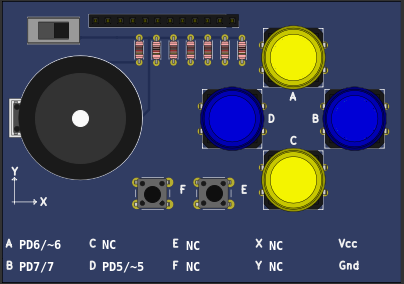 A
D B
C
Y
F E
X
A PD6/~6 C NC E NC X NC Vcc
B PD7/7 D PD5/~5 F NC Y NC Gnd